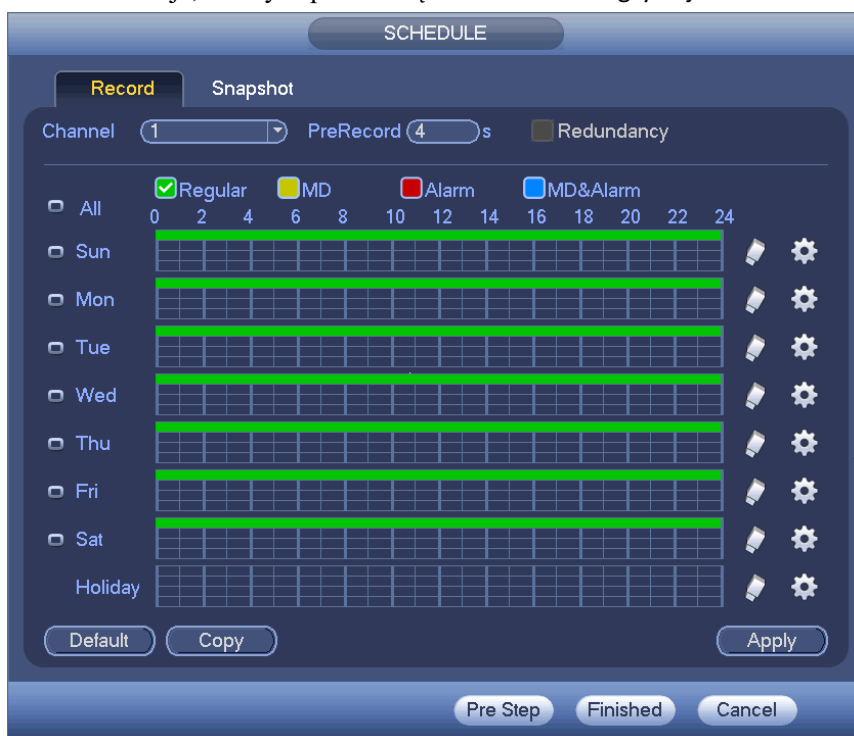 SCHEDULE
Record Snapshot
Channel 1 PreRecord 4 s Redundancy
Regular MD Alarm MD&Alarm
All
0 2 4 6 8 10 12 14 16 18 20 22 24
Sun
Mon
Tue
Wed
Thu
Fri
Sat
Holiday
Default Copy Apply
Pre Step Finished Cancel